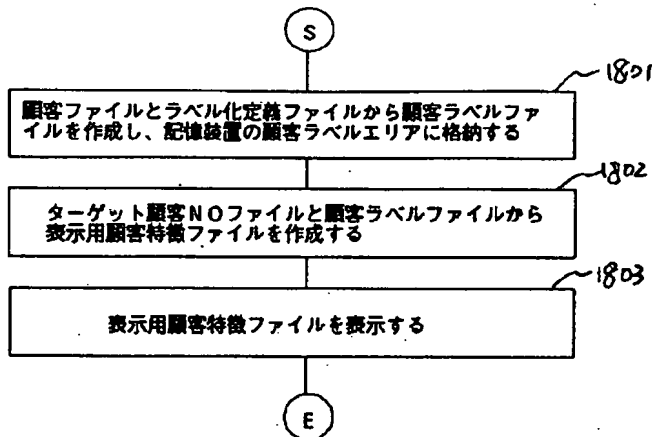 S
1801
顧客ファイルとラベル化定義ファイルから顧客ラベルファ
イルを作成し、記憶装置の顧客ラベルエリアに格納する
1802
ターゲット顧客NOファイルと顧客ラベルファイルから
表示用顧客特徴ファイルを作成する
1803
表示用顧客特徴ファイルを表示する
E